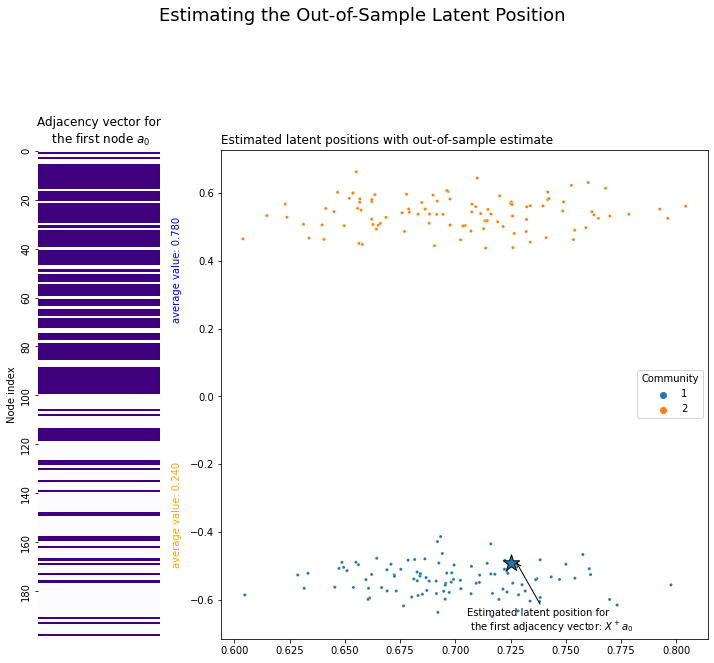 Estimating the Out-of-Sample Latent Position
Adjacency vector for
the first node $a_0$
Node index
0
20
40
60
80
100
120
140
160
180
average value: 0.780
average value: 0.240
Estimated latent positions with out-of-sample estimate
0.6
0.4
0.2
0.0
−0.2
−0.4
−0.6
Community
1
2
Estimated latent position for
the first adjacency vector: $X^+a_0$
0.600 0.625 0.650 0.675 0.700 0.725 0.750 0.775 0.800